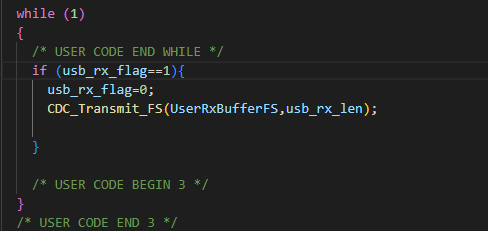 while (1)
{
/* USER CODE END WHILE */
if (usb_rx_flag==1){
usb_rx_flag=0;
CDC_Transmit_FS(UserRxBufferFS,usb_rx_len);
}
/* USER CODE BEGIN 3 */
}
/* USER CODE END 3 */